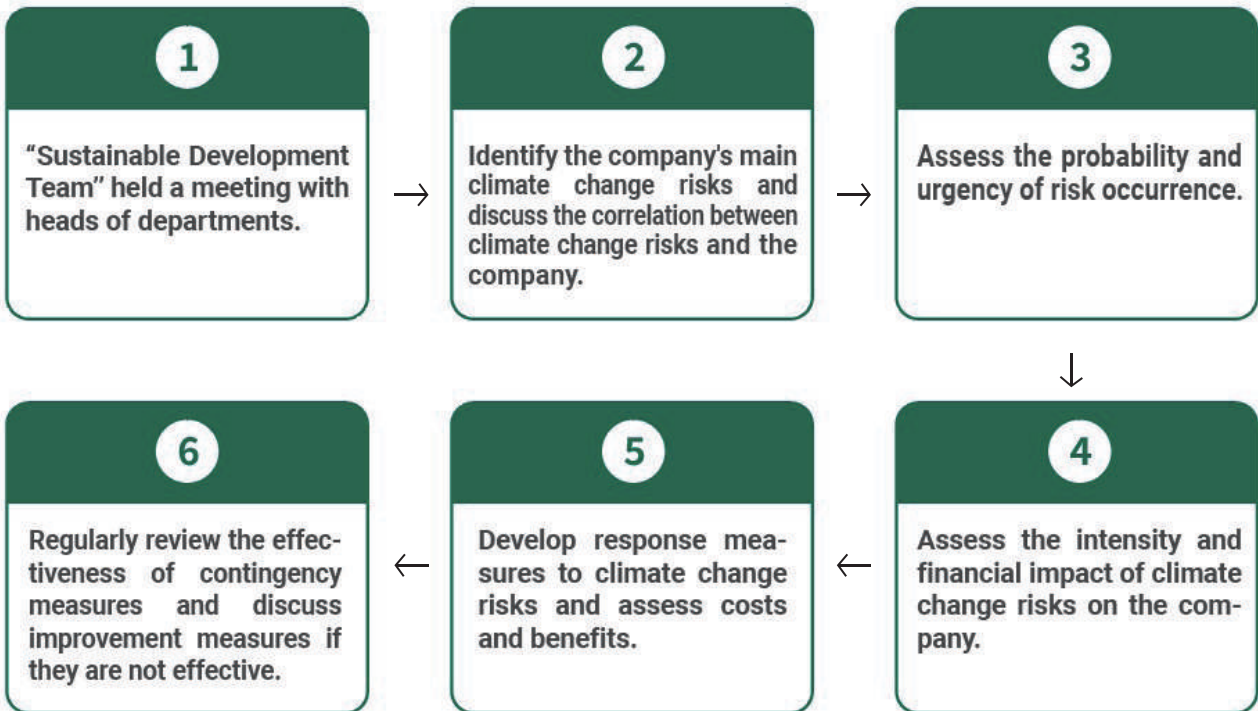 1
“Sustainable Development
Team” held a meeting with
heads of departments.
2
Identify the company's main
climate change risks and
discuss the correlation between
climate change risks and the
company.
3
Assess the probability and
urgency of risk occurrence.
4
Assess the intensity and
financial impact of climate
change risks on the com-
pany.
5
Develop response mea-
sures to climate change
risks and assess costs
and benefits.
6
Regularly review the effec-
tiveness of contingency
measures and discuss
improvement measures if
they are not effective.